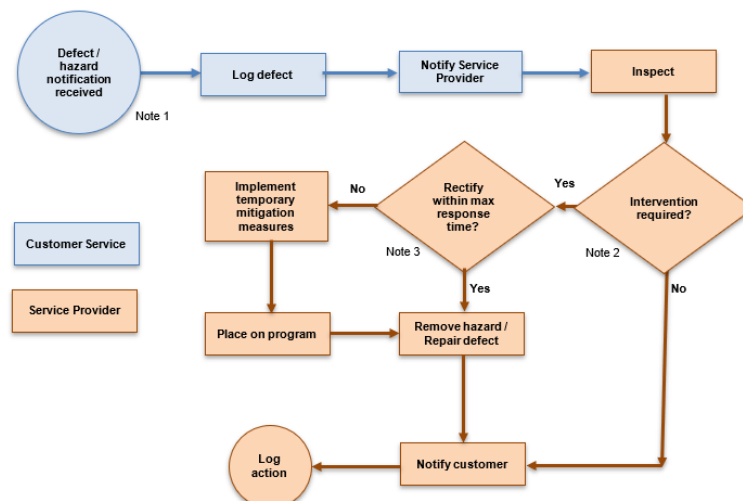 Defect /
hazard
notification
received
Note 1
Log defect
Notify Service
Provider
Inspect
Intervention
required?
Note 2
Yes
No
Rectify
within max
response
time?
Note 3
No
Yes
Implement
temporary
mitigation
measures
Place on program
Remove hazard /
Repair defect
Notify customer
Log
action
Customer Service
Service Provider